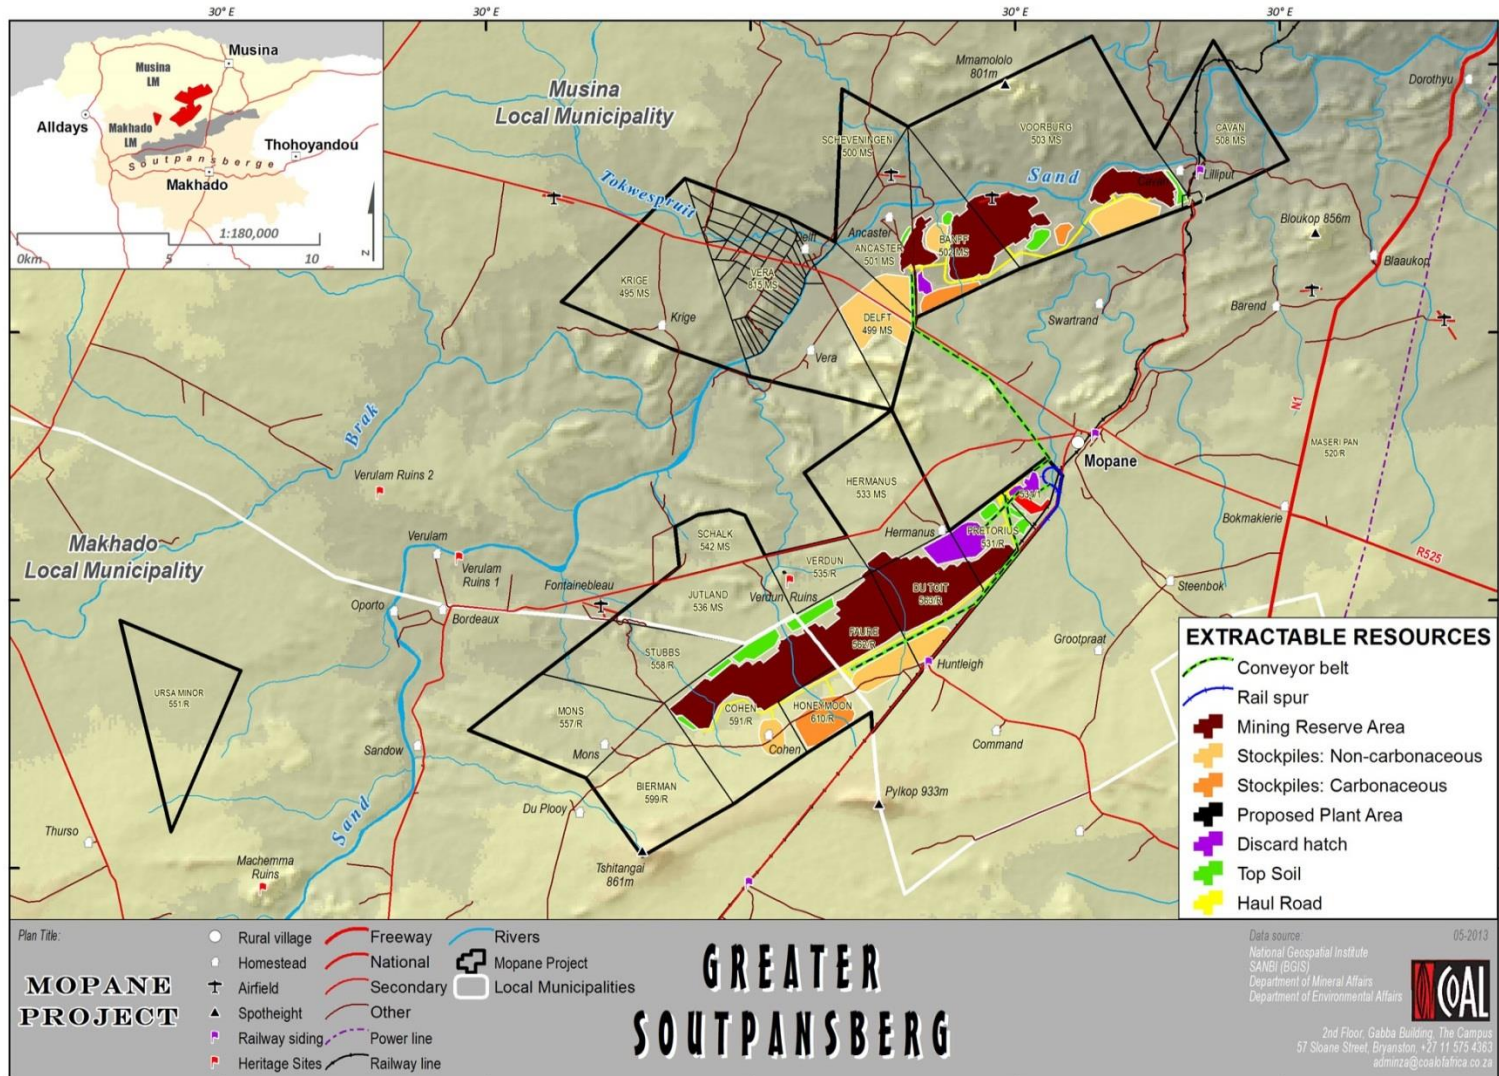 30° E
30° E
30° E
30° E
Musina
Musina
LM
Alldays
Makhado
LM
Thohoyandou
Soutpansberge
Makhado
1:180,000
0km
5
10
N
Musina
Local Municipality
Mmamololo
801m
Dorothyu
SCHEVENINGEN
500 MS
VOORBURG
503 MS
CAVAN
508 MS
Tokwespruit
Sand
Lilliput
Bloukop 856m
Ancaster
ANCASTER
501 MS
BANFF
502 MS
Delft
Blaaukop
KRIGE
495 MS
VERA
815 MS
Krige
DELFT
499 MS
Vera
Swartrand
Barend
N1
Brak
Mopane
MASERI PAN
520/R
Verulam Ruins 2
HERMANUS
533 MS
Bokmakierie
R525
Makhado
Local Municipality
SCHALK
542 MS
Hermanus
PRETORIUS
531/R
Verulam
Verulam
Ruins 1
Fontainebleau
VERDUN
535/R
Verdun Ruins
DU TOIT
563/R
Steenbok
Oporto
Bordeaux
JUTLAND
536 MS
FAURE
562/R
Grootpraat
STUBBS
558/R
Huntleigh
URSA MINOR
551/R
MONS
557/R
COHEN
591/R
HONEYMOON
610/R
Sandow
Mons
Cohen
Command
BIERMAN
599/R
Pylkop 933m
Du Plooy
Sand
Thurso
Machemma
Ruins
Tshitangai
861m
EXTRACTABLE RESOURCES
Conveyor belt
Rail spur
Mining Reserve Area
Stockpiles: Non-carbonaceous
Stockpiles: Carbonaceous
Proposed Plant Area
Discard hatch
Top Soil
Haul Road
Plan Title:
MOPANE
PROJECT
Rural village
Homestead
Airfield
Spotheight
Railway siding
Heritage Sites
Freeway
National
Secondary
Other
Power line
Railway line
Rivers
Mopane Project
Local Municipalities
GREATER
SOUTPANSBERG
Data source:
05-2013
National Geospatial Institute
SANBI (BGIS)
Department of Mineral Affairs
Department of Environmental Affairs
COAL
2nd Floor, Gabba Building, The Campus
57 Sloane Street, Bryanston, +27 11 575 4363
adminza@coalofafrica.co.za